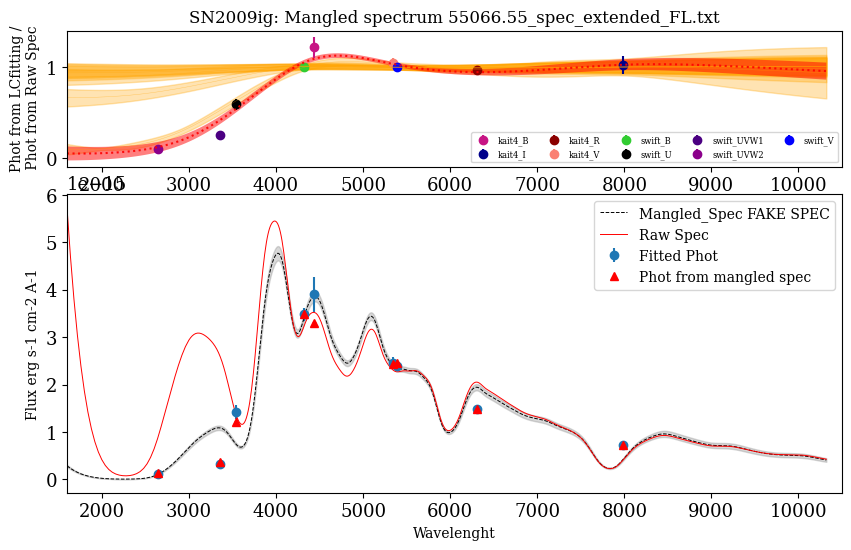 SN2009ig: Mangled spectrum 55066.55_spec_extended_FL.txt
Phot from LCfitting /
Phot from Raw Spec
1
0
kait4_B
kait4_R
swift_B
swift_UVW1
swift_V
kait4_I
kait4_V
swift_U
swift_UVW2
2000 3000 4000 5000 6000 7000 8000 9000 10000
6
5
4
3
2
1
0
Flux erg s-1 cm-2 A-1
Mangled_Spec FAKE SPEC
Raw Spec
Fitted Phot
Phot from mangled spec
2000 3000 4000 5000 6000 7000 8000 9000 10000
Wavelenght